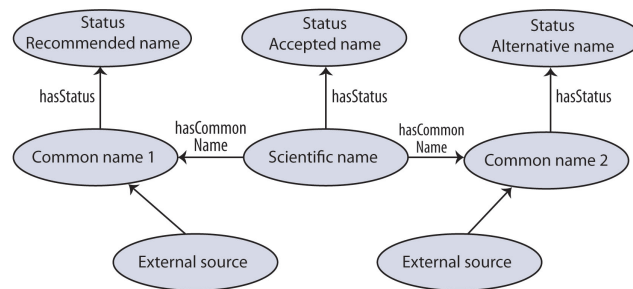 Status
Recommended name
Status
Accepted name
Status
Alternative name
hasStatus
hasStatus
hasStatus
hasCommon
Name
hasCommon
Name
Common name 1
Scientific name
Common name 2
External source
External source